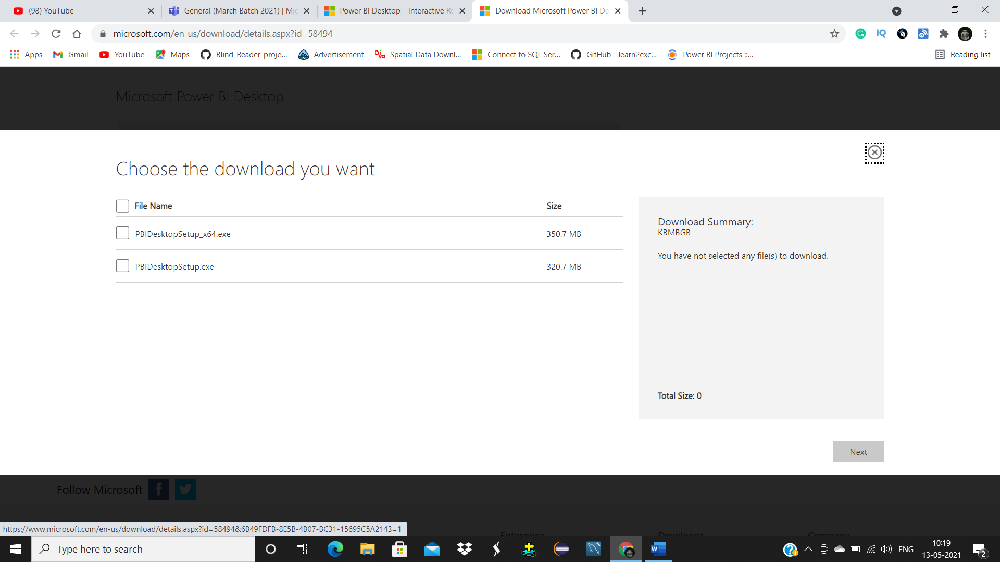 (98) YouTube
General (March Batch 2021) | Mic
Power BI Desktop—Interactive Re
Download Microsoft Power BI De
microsoft.com/en-us/download/details.aspx?id=58494
Apps
Gmail
YouTube
Maps
Blind-Reader-proje...
Advertisement
Spatial Data Downl...
Connect to SQL Ser...
GitHub - learn2exc...
Power BI Projects ::...
Reading list
Microsoft Power BI Desktop
Choose the download you want
File Name Size
PBIDesktopSetup_x64.exe 350.7 MB
PBIDesktopSetup.exe 320.7 MB
Download Summary:
KBMBGB
You have not selected any file(s) to download.
Total Size: 0
Next
Follow Microsoft
https://www.microsoft.com/en-us/download/details.aspx?id=58494&6B49FDFB-8E5B-4B07-BC31-15695C5A2143=1
Enterprise Developer Company
Type here to search
ENG
10:19
13-05-2021
2